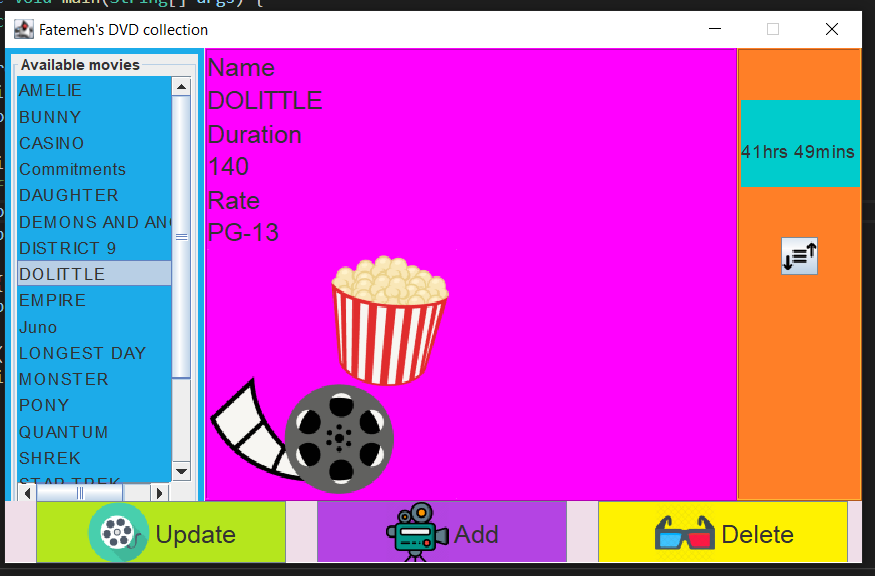 void main(String[] args) {
Fatemeh's DVD collection
Available movies
AMELIE
BUNNY
CASINO
Commitments
DAUGHTER
DEMONS AND
DISTRICT 9
DOLITTLE
EMPIRE
Juno
LONGEST DAY
MONSTER
PONY
QUANTUM
SHREK
STAR TREK
Name
DOLITTLE
Duration
140
Rate
PG-13
41hrs 49mins
Update
Add
Delete